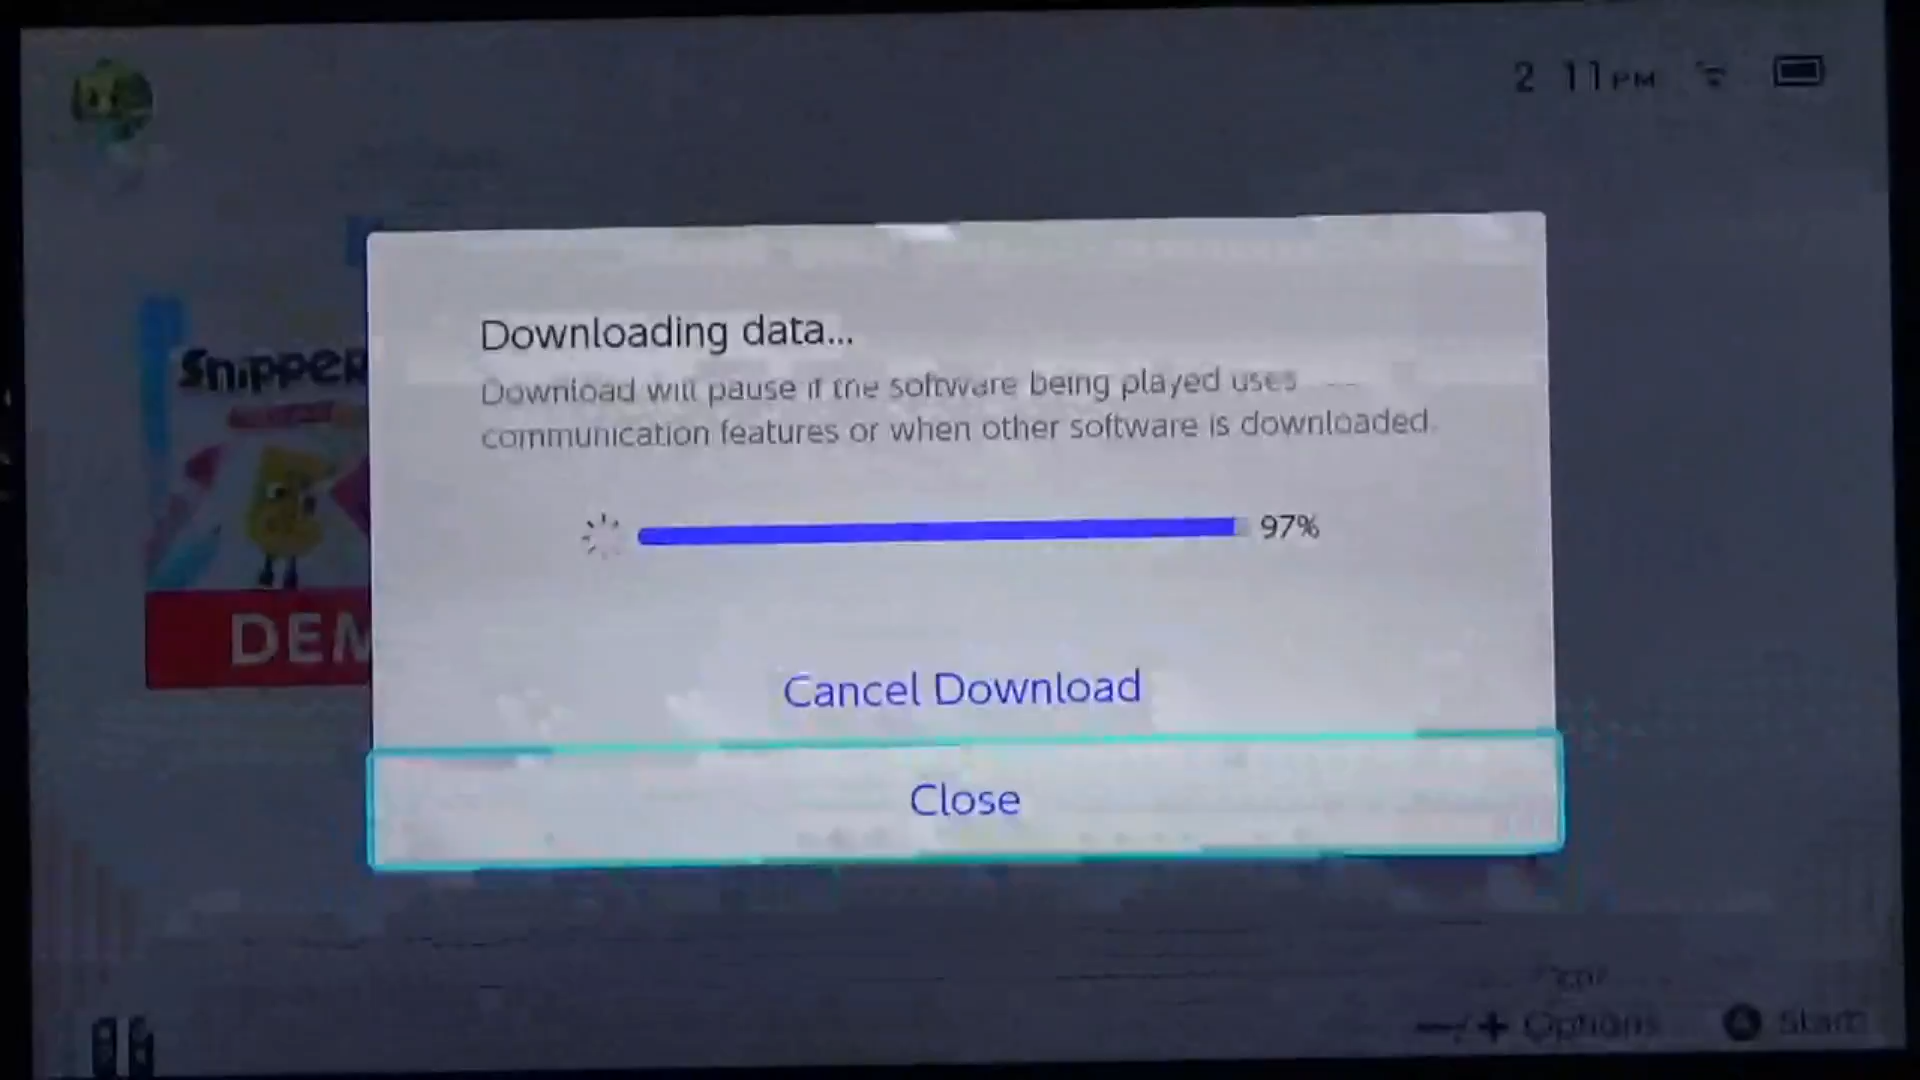 2 11 PM
Snipper
DEM
Downloading data...
Download will pause if the software being played uses
communication features or when other software is downloaded.
97%
Cancel Download
Close
Options
Start